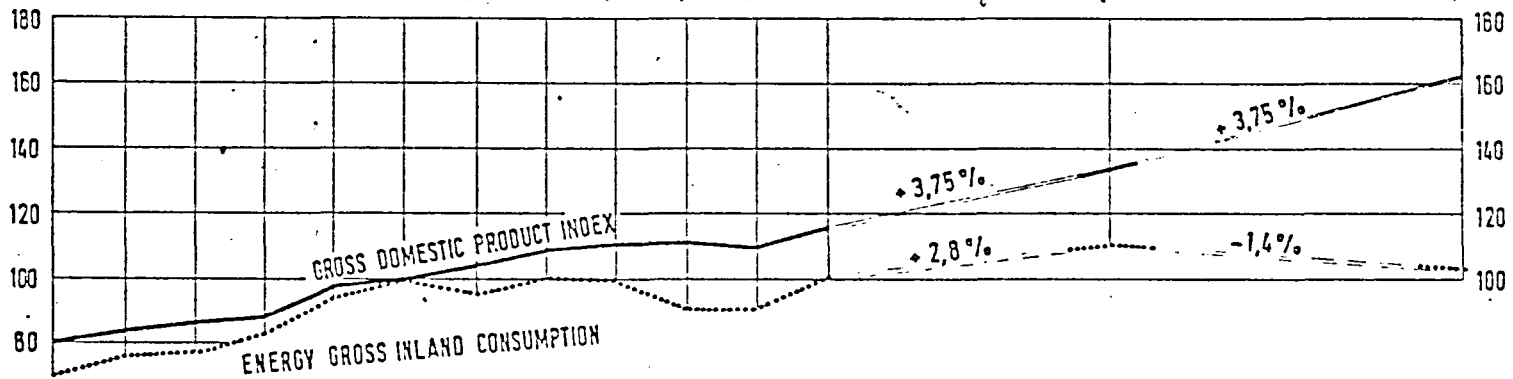 180 180
160 160
+ 3,75 %
140 140
+ 3,75 %
120 120
GROSS DOMESTIC PRODUCT INDEX
+ 2,8 % -1,4 %
100 100
80
ENERGY GROSS INLAND CONSUMPTION